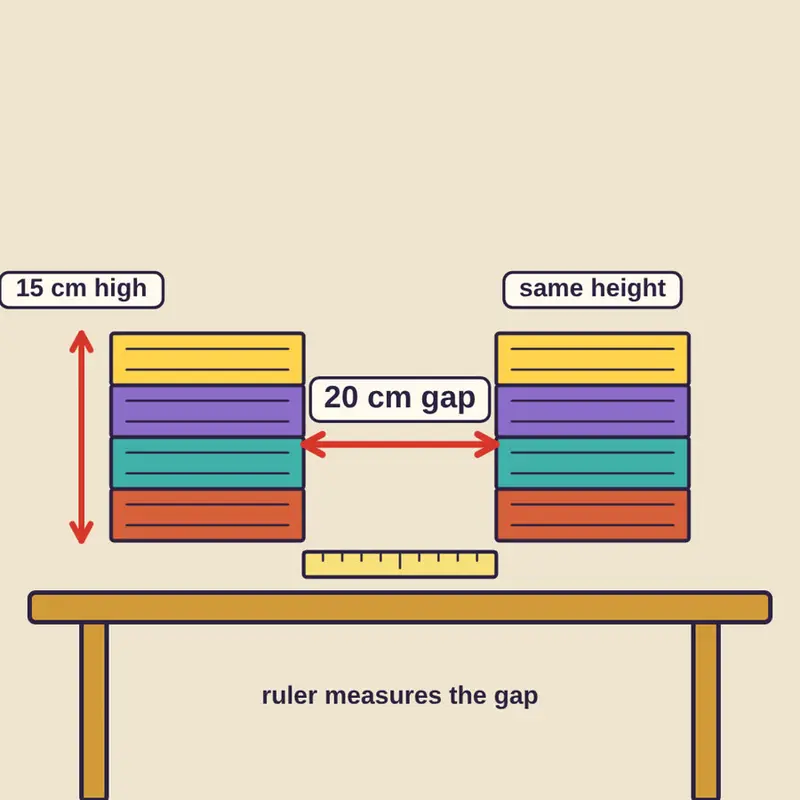 15 cm high
same height
20 cm gap
ruler measures the gap